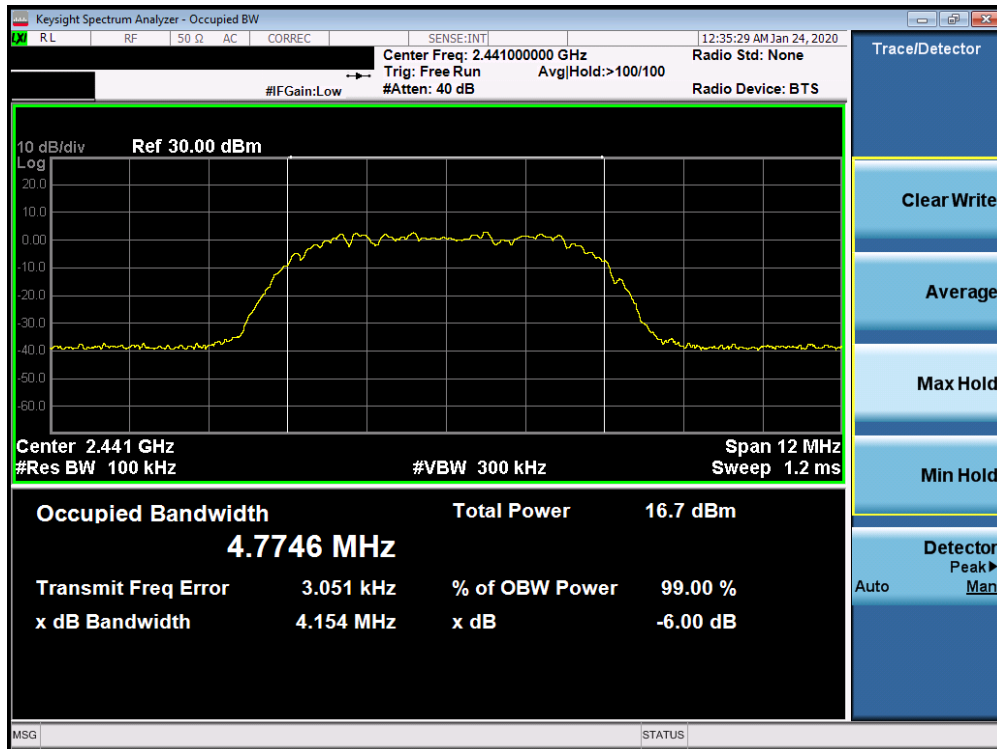 Keysight Spectrum Analyzer - Occupied BW
LXI RL RF 50 Ω AC CORREC SENSE:INT 12:35:29 AM Jan 24, 2020
Center Freq: 2.441000000 GHz Radio Std: None
Trig: Free Run Avg|Hold:>100/100
#IFGain:Low #Atten: 40 dB Radio Device: BTS
10 dB/div Ref 30.00 dBm
Log
20.0
10.0
0.00
-10.0
-20.0
-30.0
-40.0
-50.0
-60.0
Center 2.441 GHz Span 12 MHz
#Res BW 100 kHz #VBW 300 kHz Sweep 1.2 ms
Occupied Bandwidth Total Power 16.7 dBm
4.7746 MHz
Transmit Freq Error 3.051 kHz % of OBW Power 99.00 %
x dB Bandwidth 4.154 MHz x dB -6.00 dB
MSG STATUS
Trace/Detector
Clear Write
Average
Max Hold
Min Hold
Detector
Peak▶
Auto Man